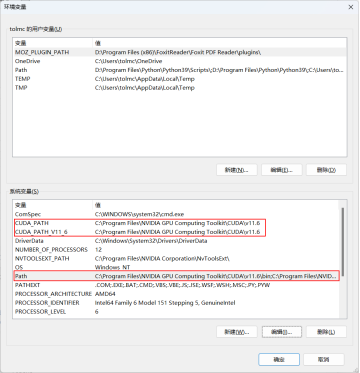 环境变量
tolmc 的用户变量(U)
变量 值
MOZ_PLUGIN_PATH D:\Program Files (x86)\FoxitReader\Foxit PDF Reader\plugins\
OneDrive C:\Users\tolmc\OneDrive
Path D:\Program Files\Python\Python39\Scripts\;D:\Program Files\Python\Python39\;C:\Users\to...
TEMP C:\Users\tolmc\AppData\Local\Temp
TMP C:\Users\tolmc\AppData\Local\Temp
新建(N)... 编辑(E)... 删除(D)
系统变量(S)
变量 值
ComSpec C:\WINDOWS\system32\cmd.exe
CUDA_PATH C:\Program Files\NVIDIA GPU Computing Toolkit\CUDA\v11.6
CUDA_PATH_V11_6 C:\Program Files\NVIDIA GPU Computing Toolkit\CUDA\v11.6
DriverData C:\Windows\System32\Drivers\DriverData
NUMBER_OF_PROCESSORS 12
NVTOOLSEXT_PATH C:\Program Files\NVIDIA Corporation\NvToolsExt\
OS Windows_NT
Path C:\Program Files\NVIDIA GPU Computing Toolkit\CUDA\v11.6\bin;C:\Program Files\NVID...
PATHEXT .COM;.EXE;.BAT;.CMD;.VBS;.VBE;.JS;.JSE;.WSF;.WSH;.MSC;.PY;.PYW
PROCESSOR_ARCHITECTURE AMD64
PROCESSOR_IDENTIFIER Intel64 Family 6 Model 151 Stepping 5, GenuineIntel
PROCESSOR_LEVEL 6
新建(W)... 编辑(I)... 删除(L)
确定 取消